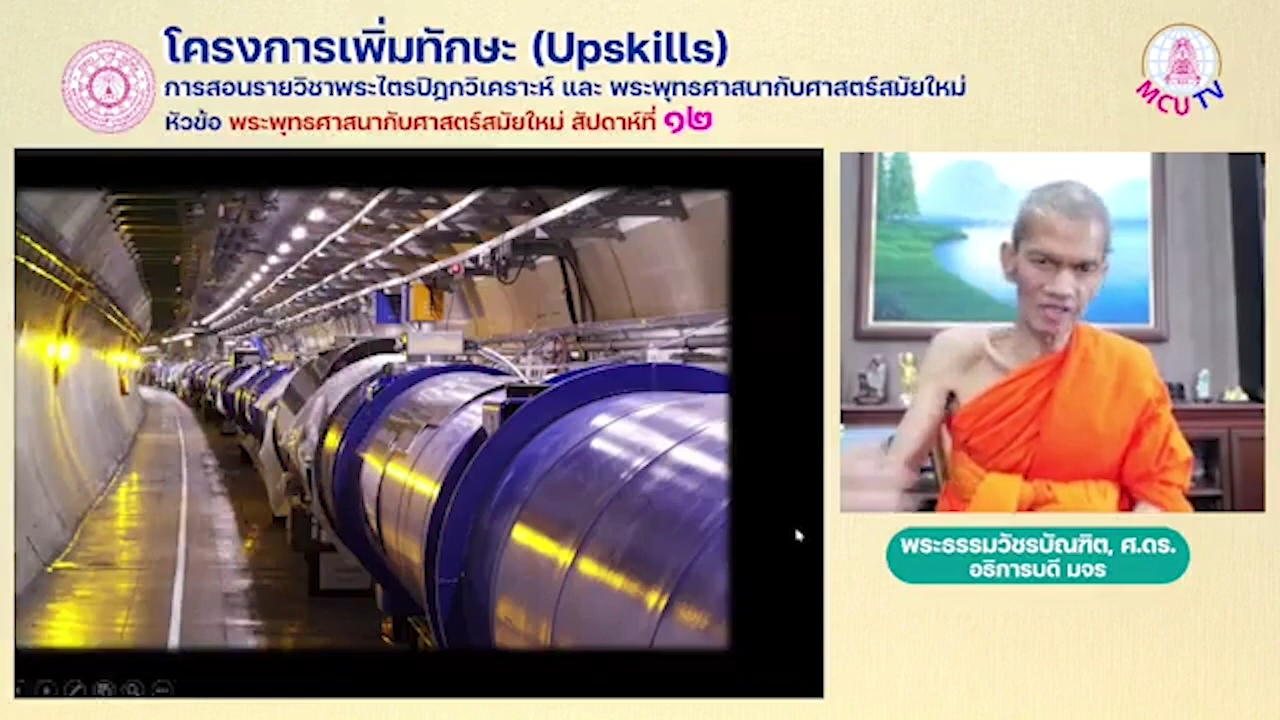 โครงการเพิ่มทักษะ (Upskills)
การสอนรายวิชาพระไตรปิฎกวิเคราะห์ และ พระพุทธศาสนากับศาสตร์สมัยใหม่
หัวข้อ พระพุทธศาสนากับศาสตร์สมัยใหม่ สัปดาห์ที่ ๑๒
MCU TV
พระธรรมวัชรบัณฑิต, ศ.ดร.
อธิการบดี มจร